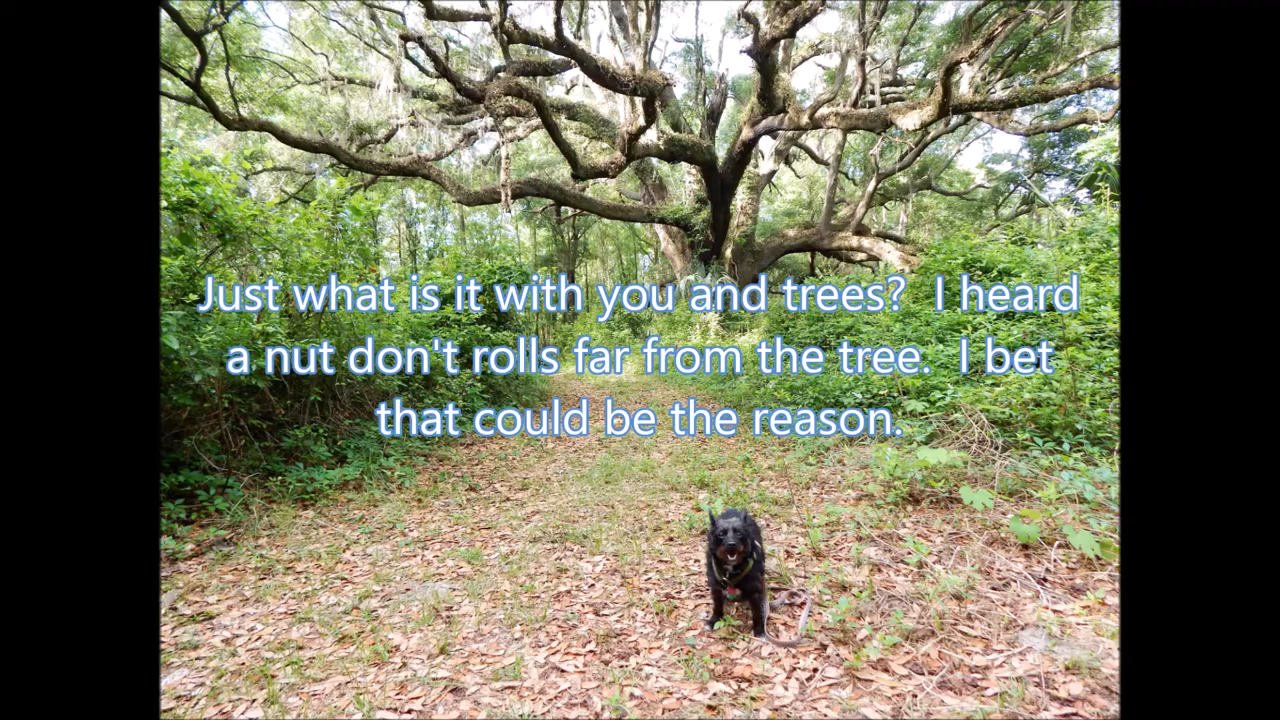 Just what is it with you and trees?  I heard
a nut don't rolls far from the tree.  I bet
that could be the reason.